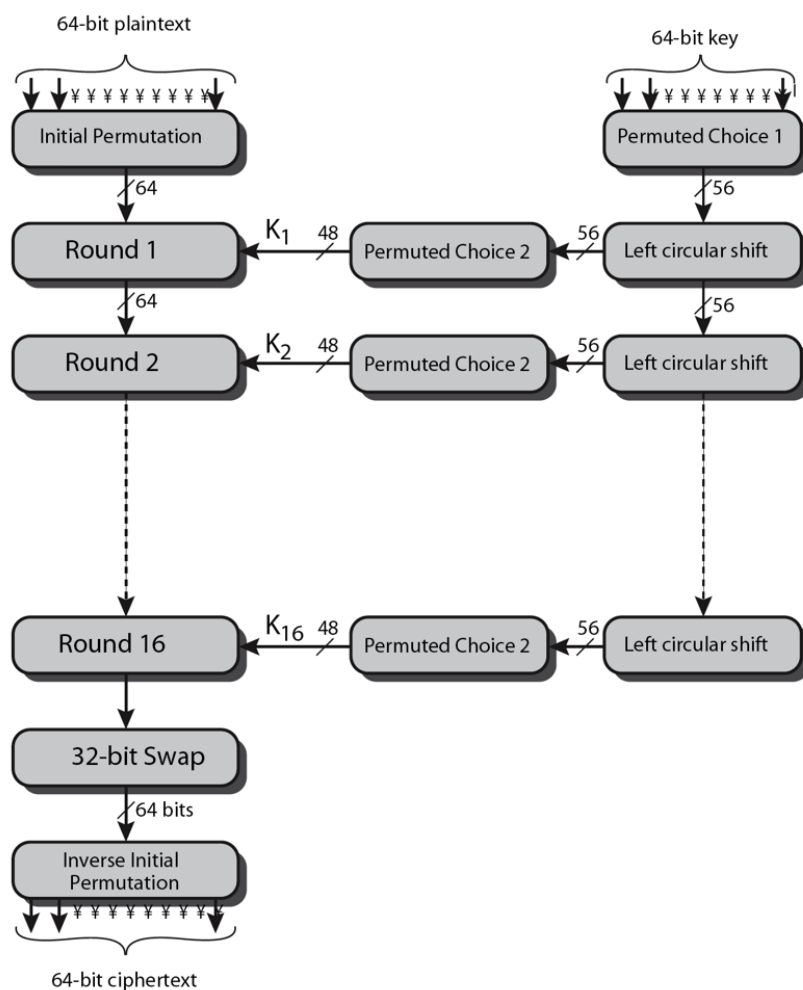 64-bit plaintext
64-bit key
¥ ¥ ¥ ¥ ¥ ¥ ¥ ¥ ¥
¥ ¥ ¥ ¥ ¥ ¥ ¥ ¥ ¥
Initial Permutation
Permuted Choice 1
64
56
Round 1
K1
48
Permuted Choice 2
56
Left circular shift
64
56
Round 2
K2
48
Permuted Choice 2
56
Left circular shift
Round 16
K16
48
Permuted Choice 2
56
Left circular shift
32-bit Swap
64 bits
Inverse Initial
Permutation
¥ ¥ ¥ ¥ ¥ ¥ ¥ ¥ ¥
64-bit ciphertext